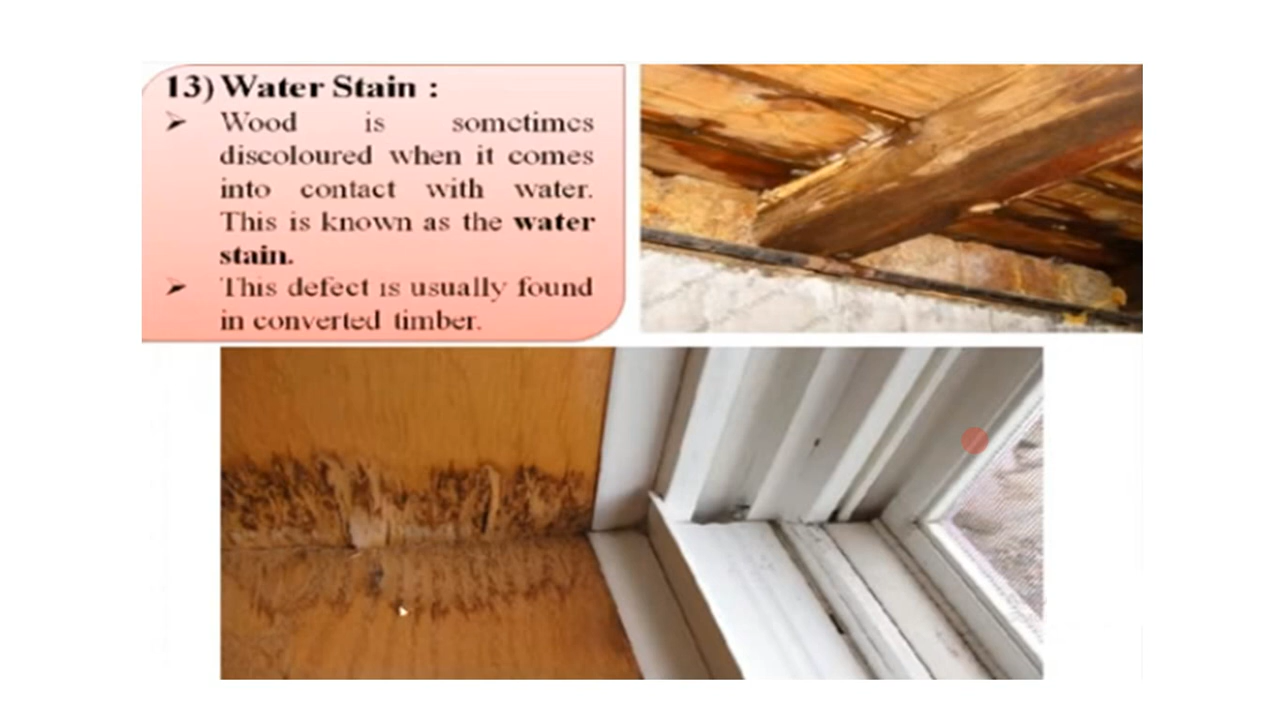 13) Water Stain :
➢ Wood is sometimes
discoloured when it comes
into contact with water.
This is known as the water
stain.
➢ This defect is usually found
in converted timber.